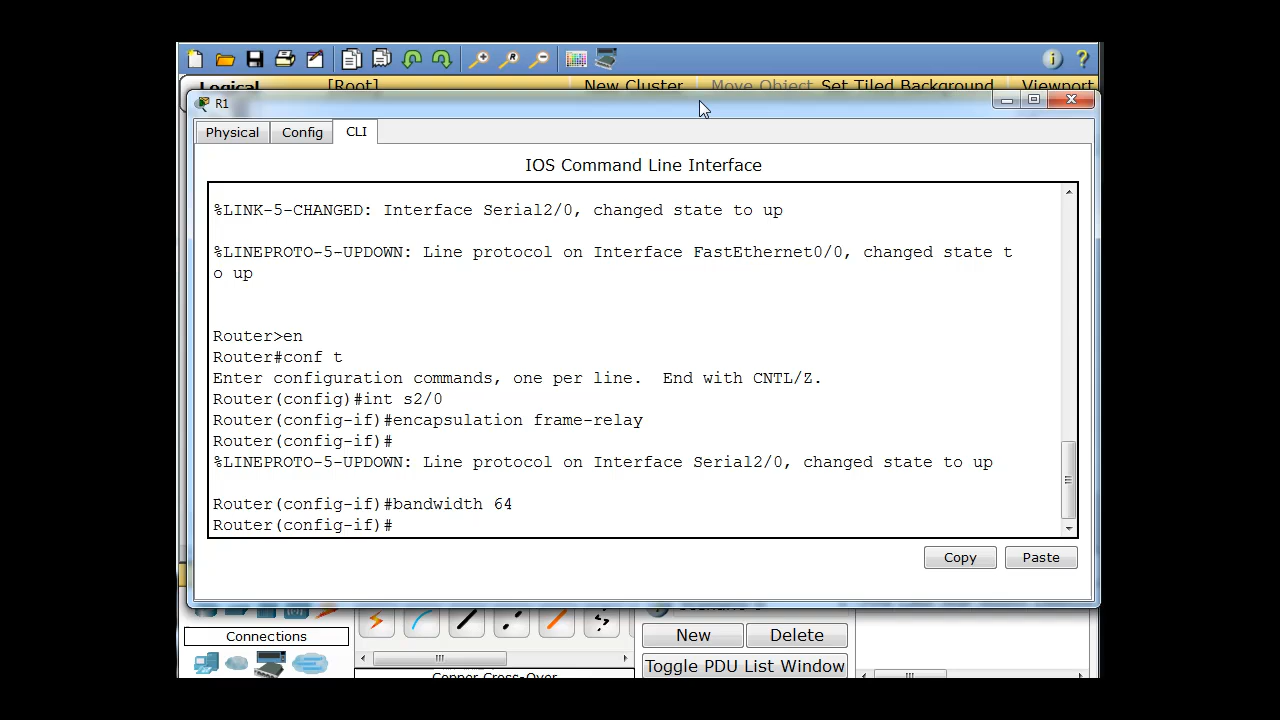 Logical
[Root]
New Cluster
Move Object
Set Tiled Background
Viewport
R1
Physical
Config
CLI
IOS Command Line Interface
%LINK-5-CHANGED: Interface Serial2/0, changed state to up
%LINEPROTO-5-UPDOWN: Line protocol on Interface FastEthernet0/0, changed state t
o up
Router>en
Router#conf t
Enter configuration commands, one per line.  End with CNTL/Z.
Router(config)#int s2/0
Router(config-if)#encapsulation frame-relay
Router(config-if)#
%LINEPROTO-5-UPDOWN: Line protocol on Interface Serial2/0, changed state to up
Router(config-if)#bandwidth 64
Router(config-if)#
Copy
Paste
Connections
New
Delete
Toggle PDU List Window
Copper Cross-Over